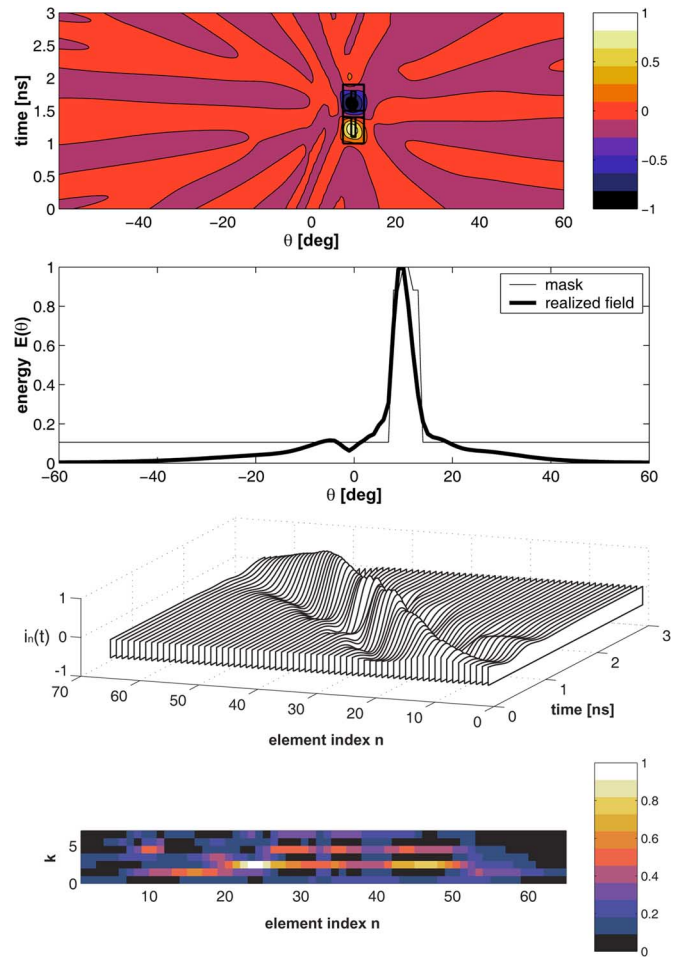 3
2.5
2
1.5
1
0.5
0
time [ns]
−40 −20 0 20 40 60
θ [deg]
1
0.5
0
−0.5
−1
1
0.8
0.6
0.4
0.2
0
energy E(θ)
mask
realized field
−60 −40 −20 0 20 40 60
θ [deg]
1
0
-1
iₙ(t)
70 60 50 40 30 20 10 0
element index n
0 1 2 3
time [ns]
k
5
0
10 20 30 40 50 60
element index n
1
0.8
0.6
0.4
0.2
0